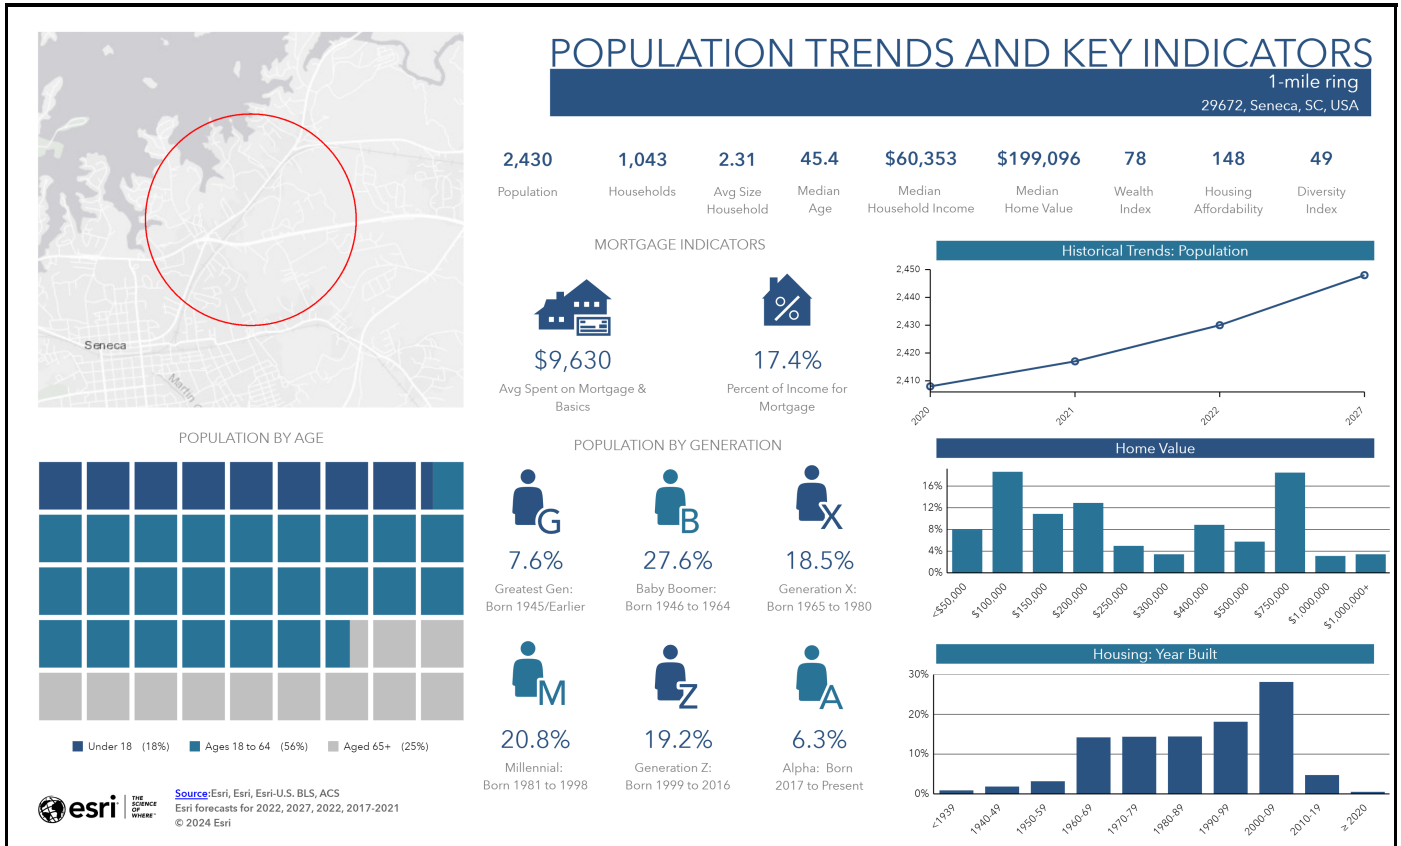 POPULATION TRENDS AND KEY INDICATORS
1-mile ring
29672, Seneca, SC, USA
2,430 1,043 2.31 45.4 $60,353 $199,096 78 148 49
Population Households Avg Size Median Median Median Wealth Housing Diversity
Household Age Household Income Home Value Index Affordability Index
Seneca
MORTGAGE INDICATORS
$9,630 17.4%
Avg Spent on Mortgage & Percent of Income for
Basics Mortgage
Historical Trends: Population
2,450
2,440
2,430
2,420
2,410
2020 2021 2022 2027
POPULATION BY AGE
Under 18 (18%) Ages 18 to 64 (56%) Aged 65+ (25%)
POPULATION BY GENERATION
G B X
7.6% 27.6% 18.5%
Greatest Gen: Baby Boomer: Generation X:
Born 1945/Earlier Born 1946 to 1964 Born 1965 to 1980
M Z A
20.8% 19.2% 6.3%
Millennial: Generation Z: Alpha: Born
Born 1981 to 1998 Born 1999 to 2016 2017 to Present
Home Value
16%
12%
8%
4%
0%
<$50,000 $100,000 $150,000 $200,000 $250,000 $300,000 $400,000 $500,000 $750,000 $1,000,000 $1,000,000+
Housing: Year Built
30%
20%
10%
0%
<1939 1940-49 1950-59 1960-69 1970-79 1980-89 1990-99 2000-09 2010-19 ≥ 2020
esri
THE
SCIENCE
OF
WHERE™
Source:Esri, Esri, Esri-U.S. BLS, ACS
Esri forecasts for 2022, 2027, 2022, 2017-2021
© 2024 Esri